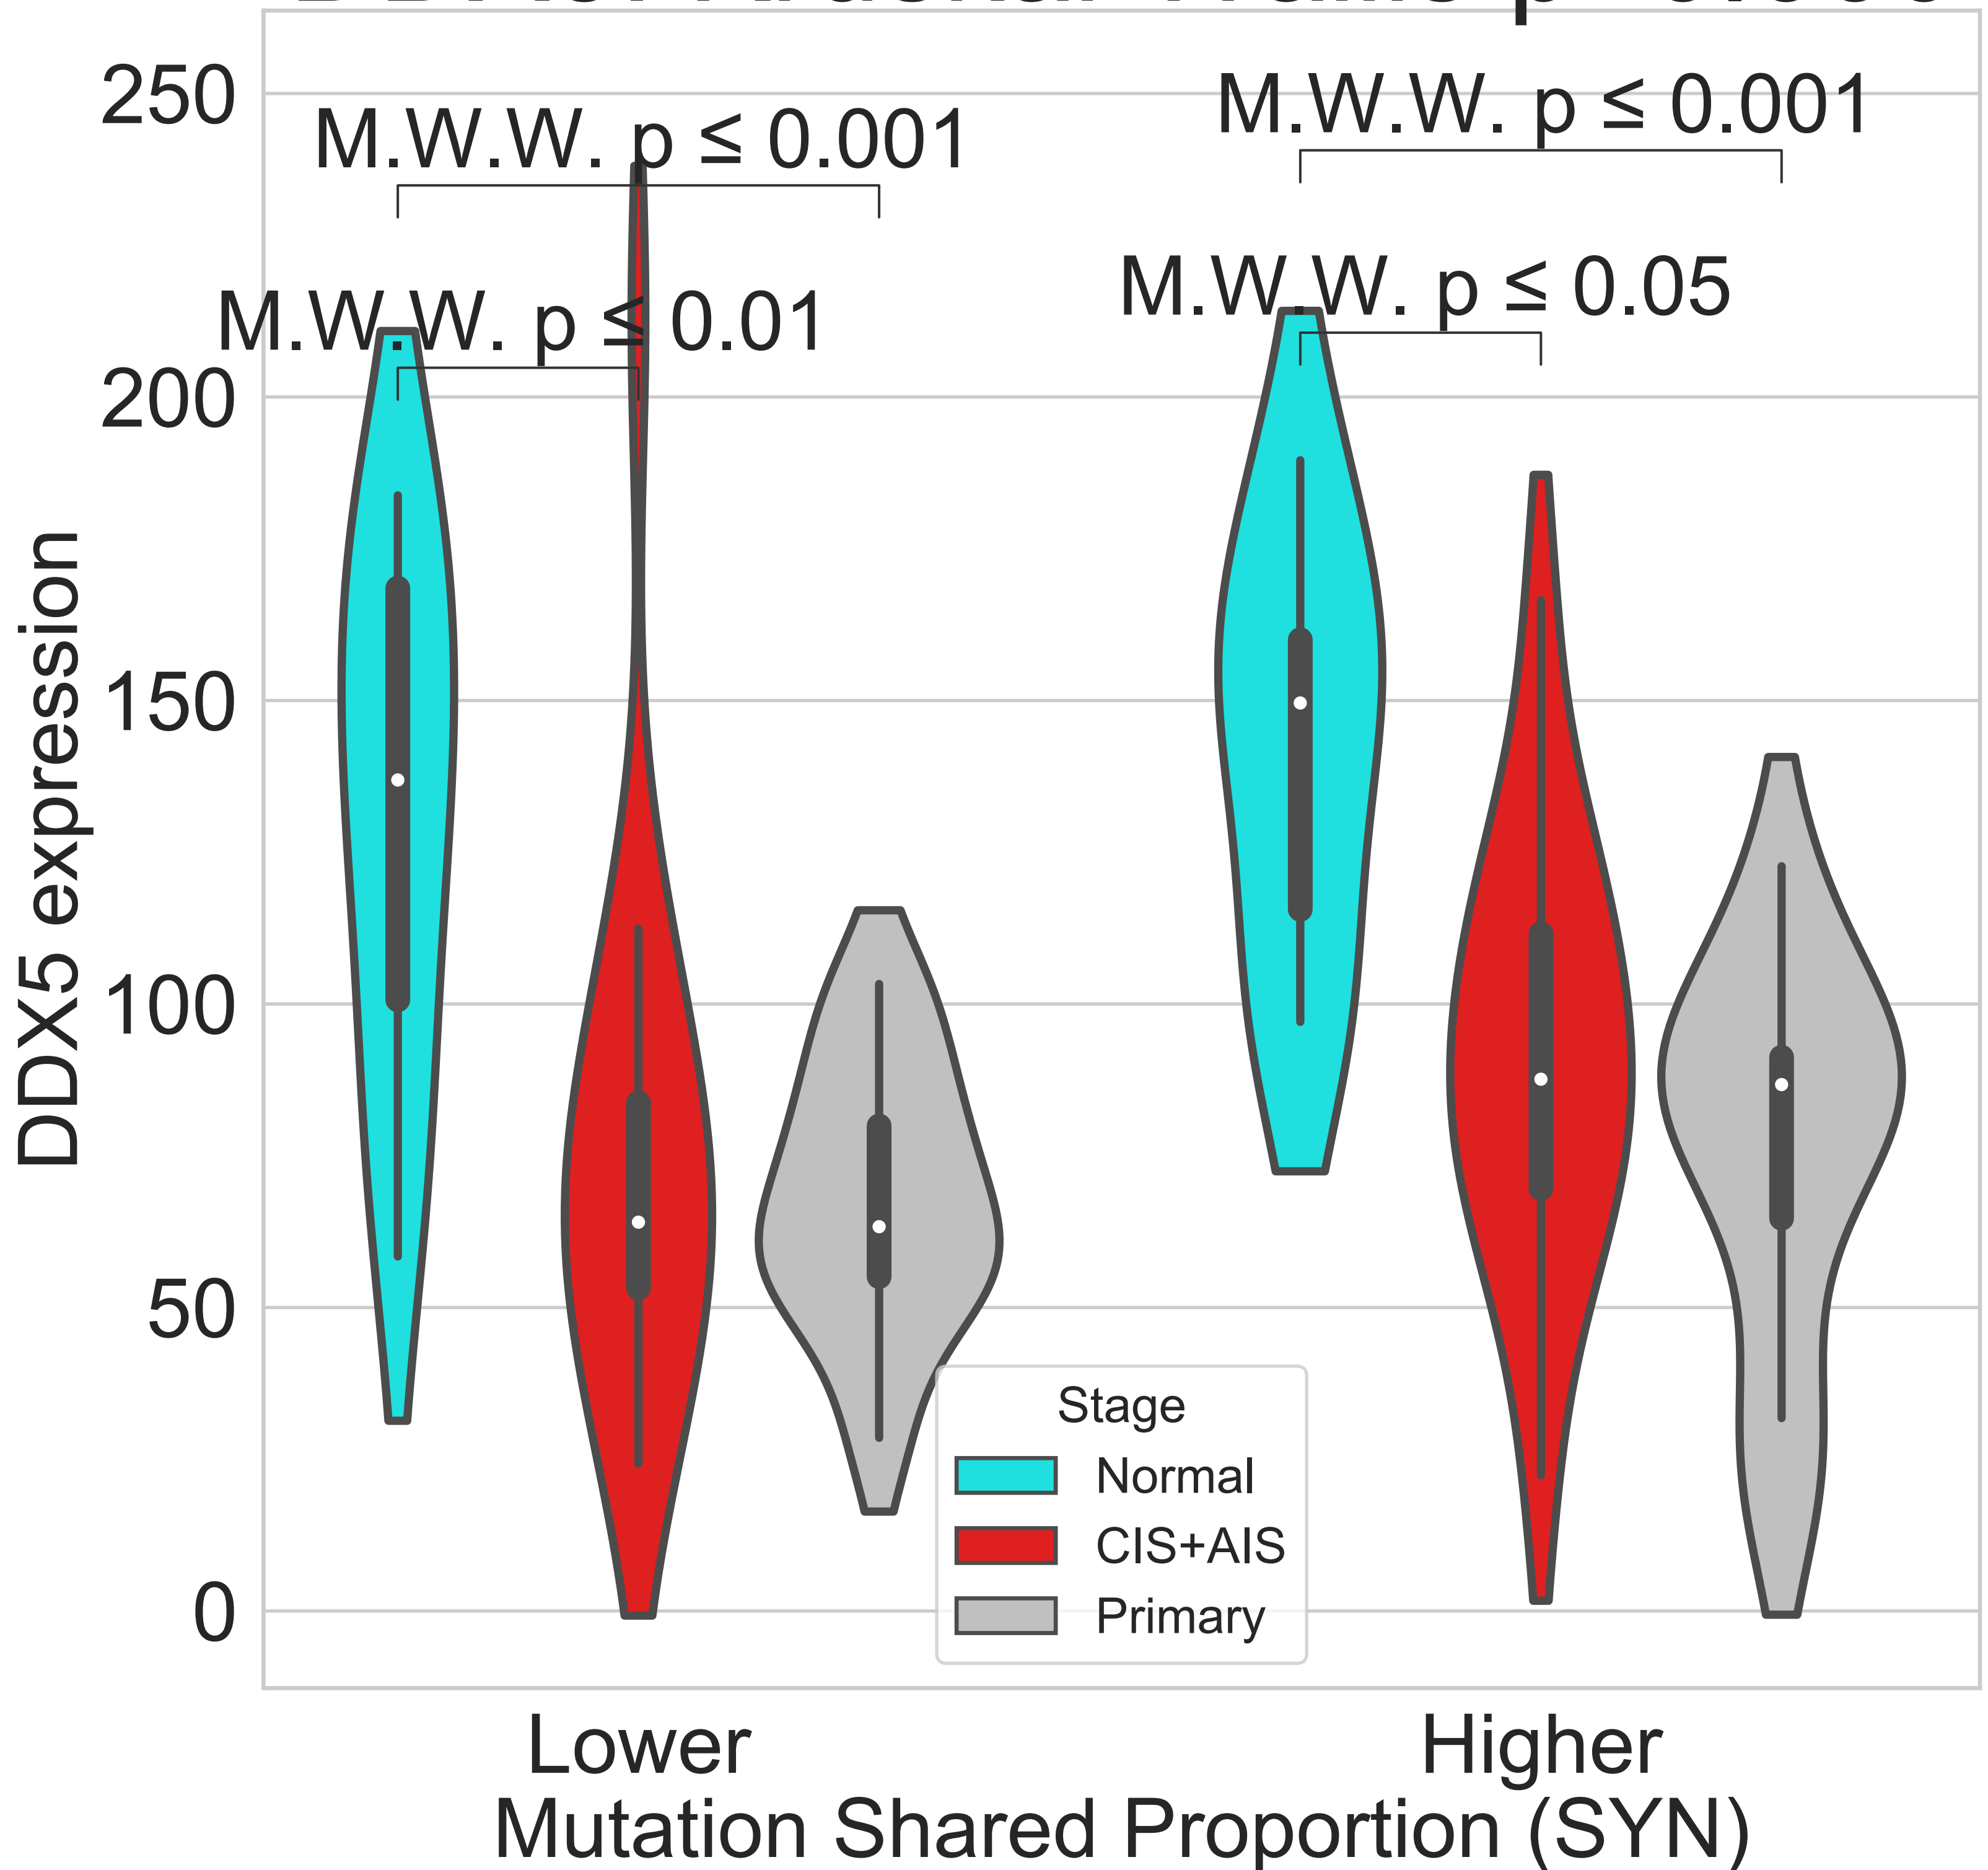 250
M.W.W. p ≤ 0.001
M.W.W. p ≤ 0.001
M.W.W. p ≤ 0.01
M.W.W. p ≤ 0.05
200
150
100
50
0
DDX5 expression
Stage
Normal
CIS+AIS
Primary
Lower
Higher
Mutation Shared Proportion (SYN)